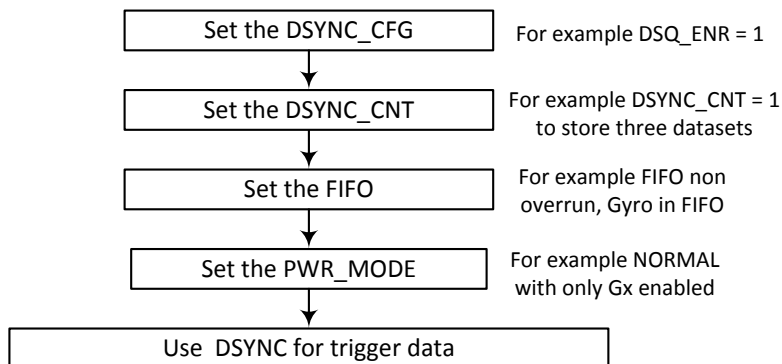 Set the DSYNC_CFG
For example DSQ_ENR = 1
Set the DSYNC_CNT
For example DSYNC_CNT = 1
to store three datasets
Set the FIFO
For example FIFO non
overrun, Gyro in FIFO
Set the PWR_MODE
For example NORMAL
with only Gx enabled
Use DSYNC for trigger data